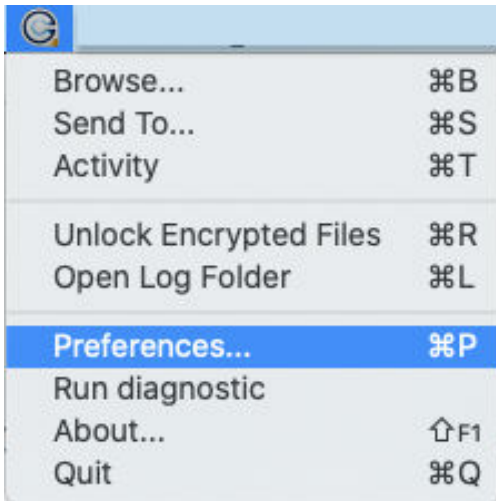 Browse... ⌘B
Send To... ⌘S
Activity ⌘T
Unlock Encrypted Files ⌘R
Open Log Folder ⌘L
Preferences... ⌘P
Run diagnostic
About... ⇧F1
Quit ⌘Q